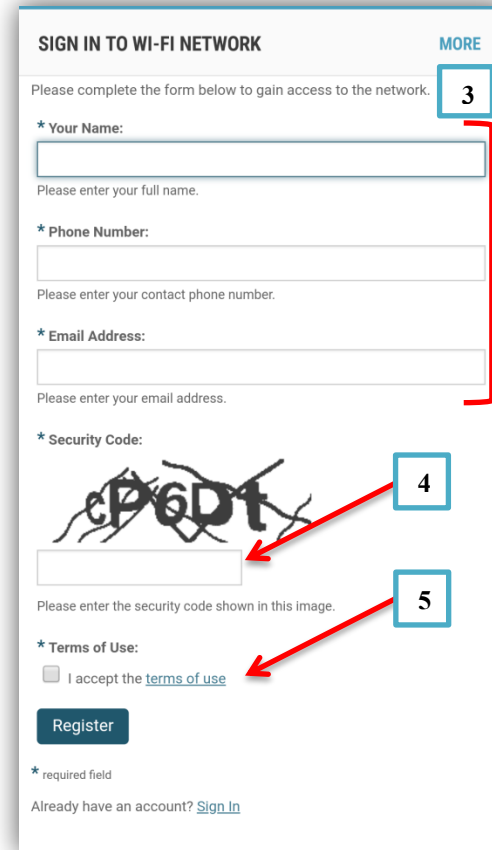 SIGN IN TO WI-FI NETWORK MORE
Please complete the form below to gain access to the network.
3
* Your Name:
Please enter your full name.
* Phone Number:
Please enter your contact phone number.
* Email Address:
Please enter your email address.
* Security Code:
cP6Dt
4
Please enter the security code shown in this image.
5
* Terms of Use:
I accept the terms of use
Register
* required field
Already have an account? Sign In